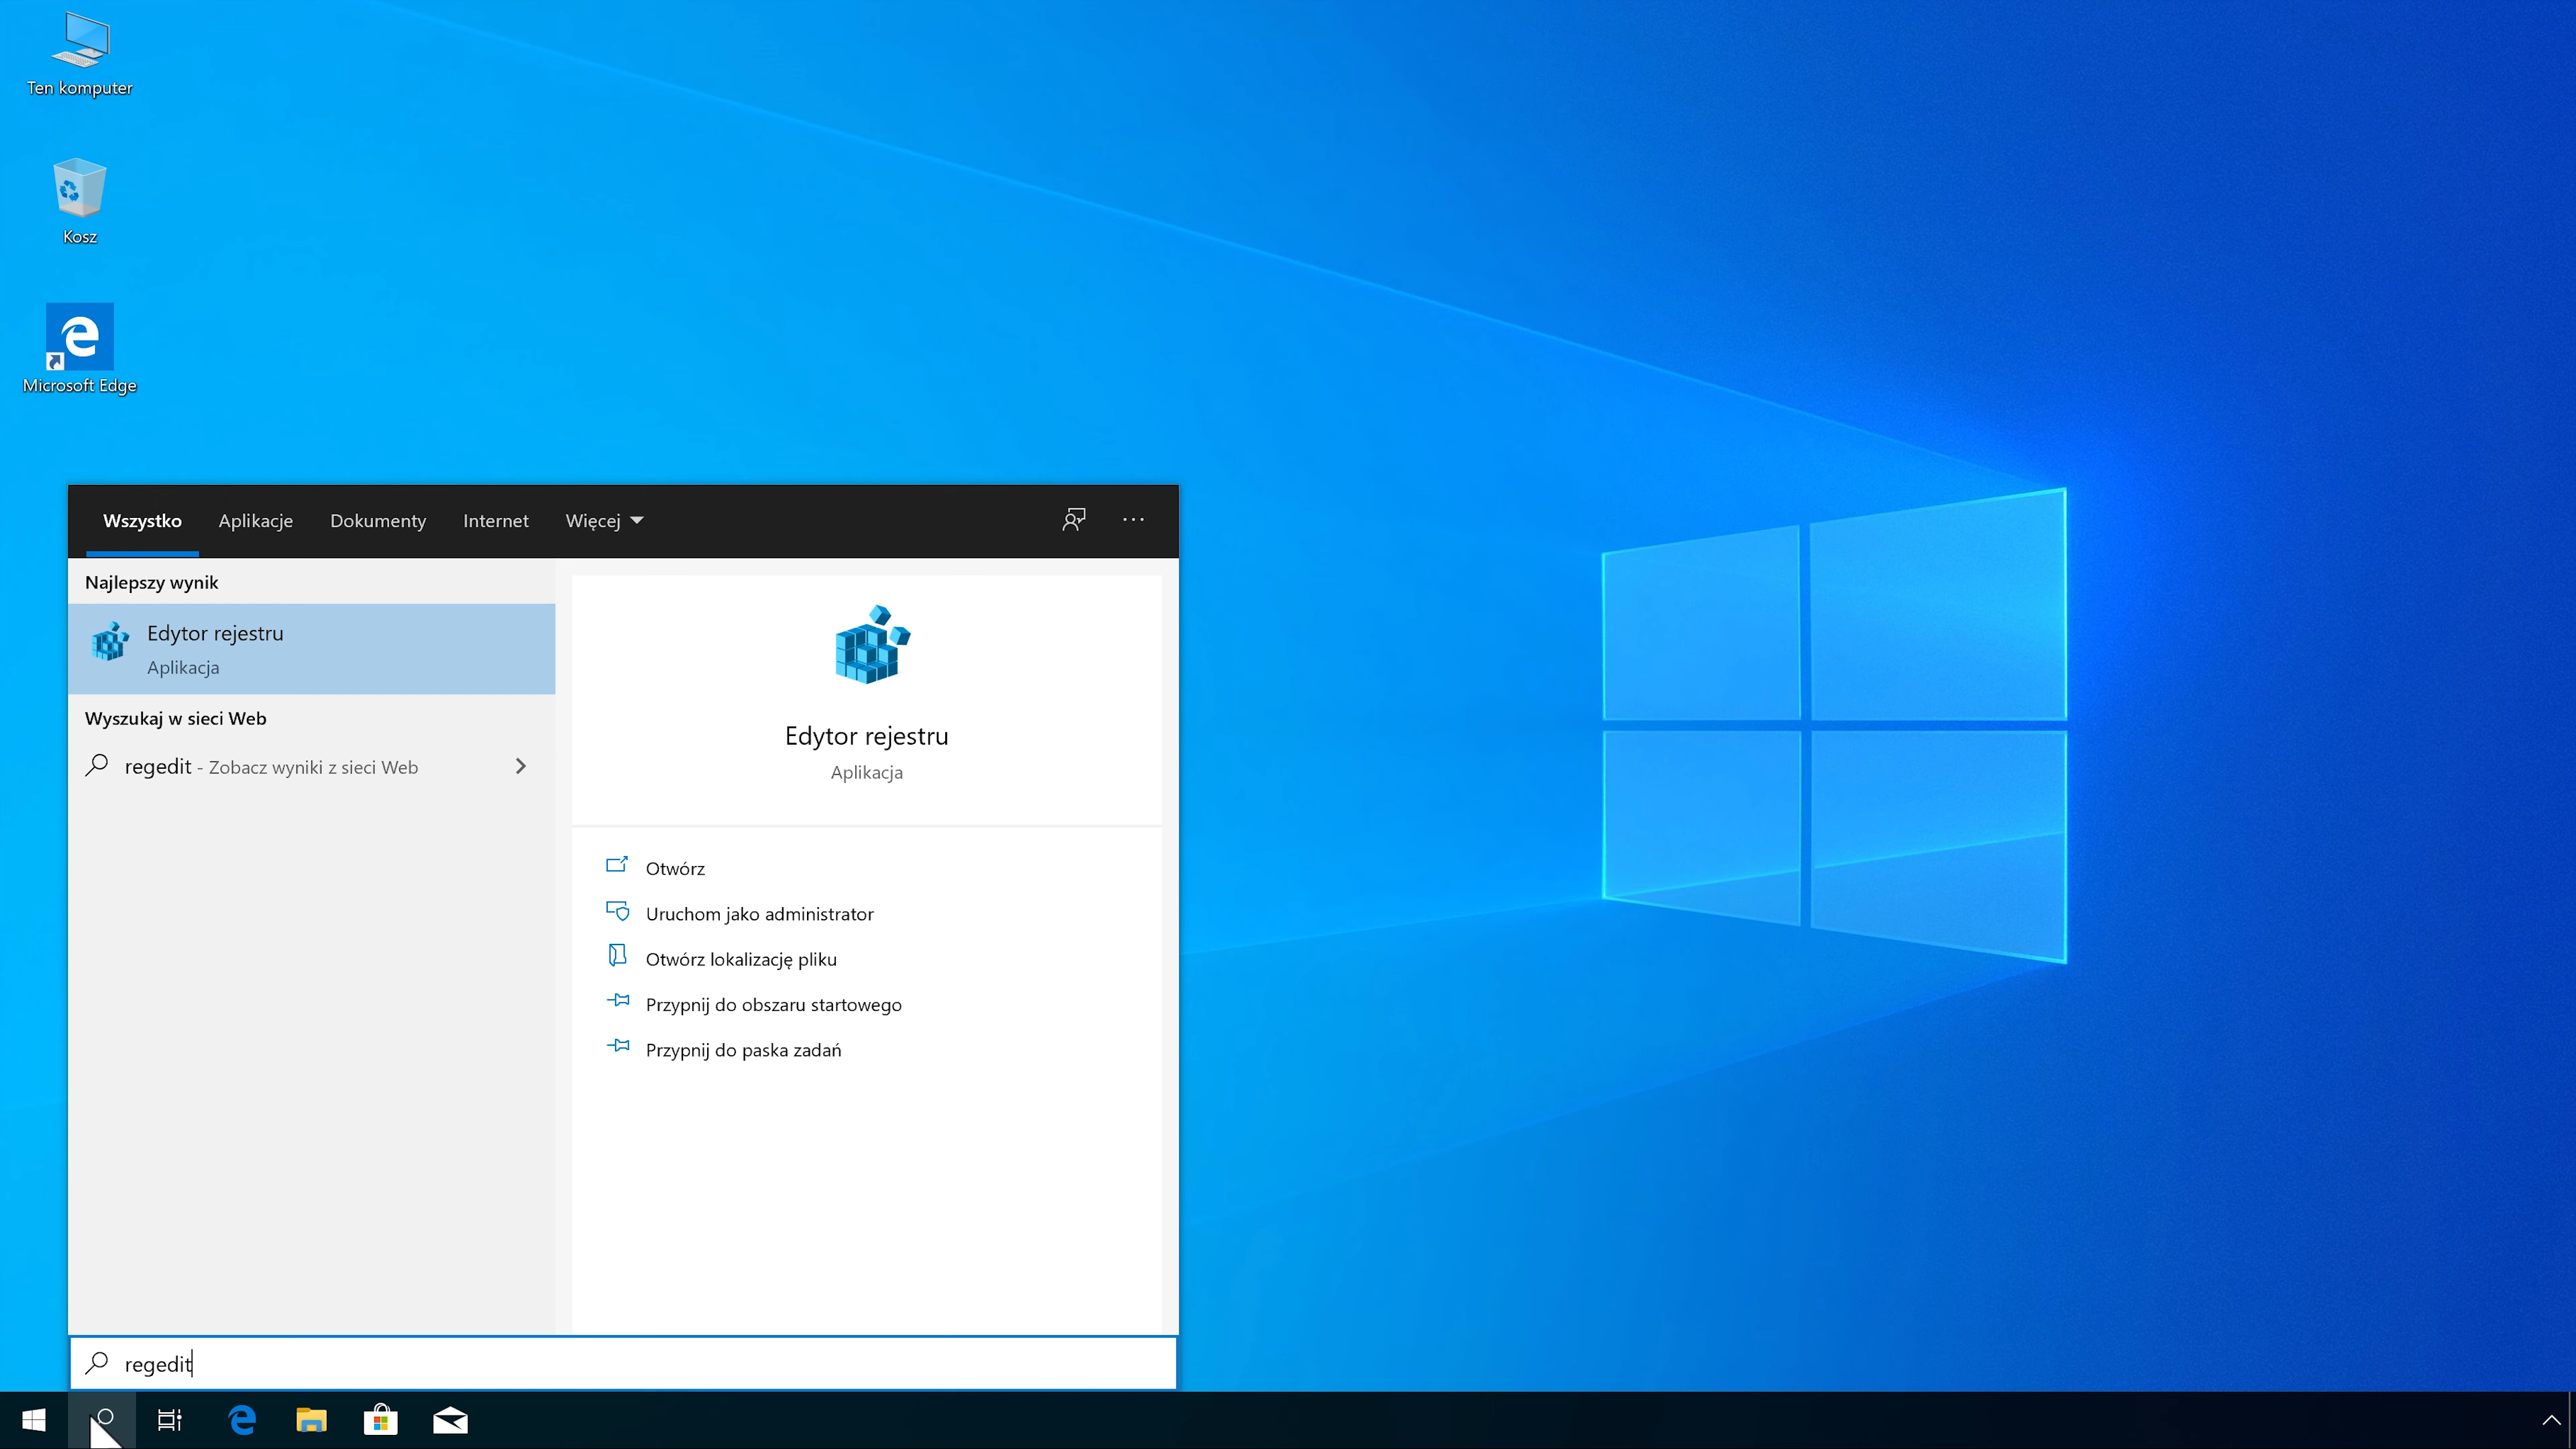 Ten komputer
Kosz
Microsoft Edge
Wszystko Aplikacje Dokumenty Internet Więcej
Najlepszy wynik
Edytor rejestru
Aplikacja
Wyszukaj w sieci Web
regedit - Zobacz wyniki z sieci Web
Edytor rejestru
Aplikacja
Otwórz
Uruchom jako administrator
Otwórz lokalizację pliku
Przypnij do obszaru startowego
Przypnij do paska zadań
regedit